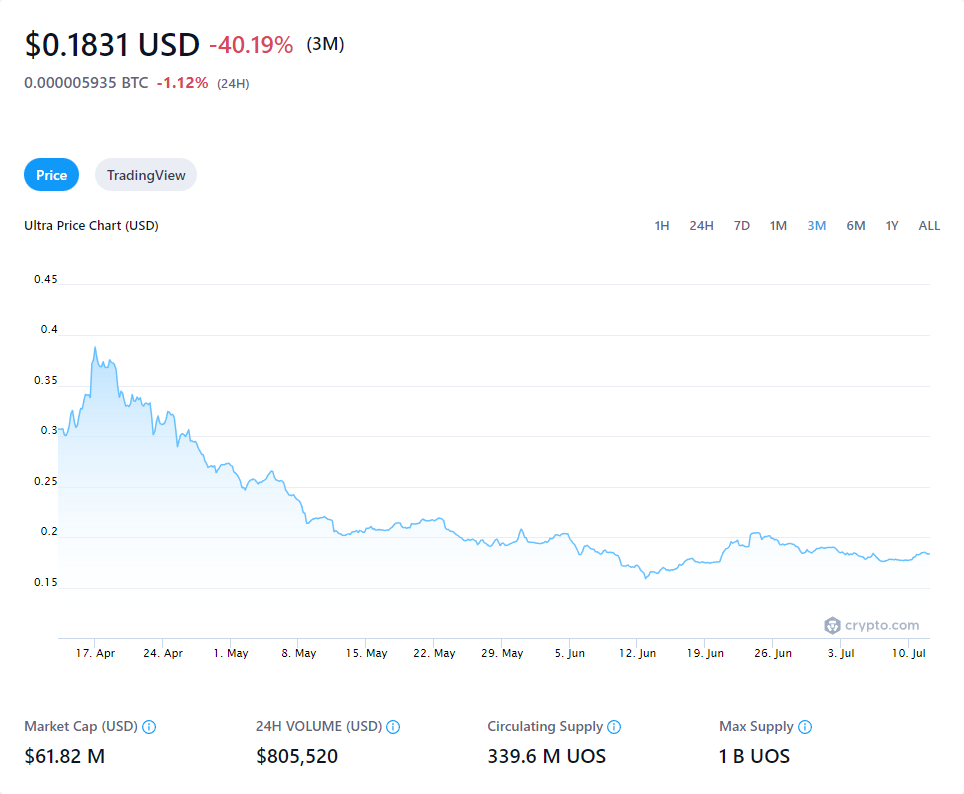 $0.1831 USD -40.19% (3M)
0.000005935 BTC -1.12% (24H)
Price TradingView
Ultra Price Chart (USD) 1H 24H 7D 1M 3M 6M 1Y ALL
0.45
0.4
0.35
0.3
0.25
0.2
0.15
crypto.com
17. Apr 24. Apr 1. May 8. May 15. May 22. May 29. May 5. Jun 12. Jun 19. Jun 26. Jun 3. Jul 10. Jul
Market Cap (USD) 24H VOLUME (USD) Circulating Supply Max Supply
$61.82 M $805,520 339.6 M UOS 1 B UOS